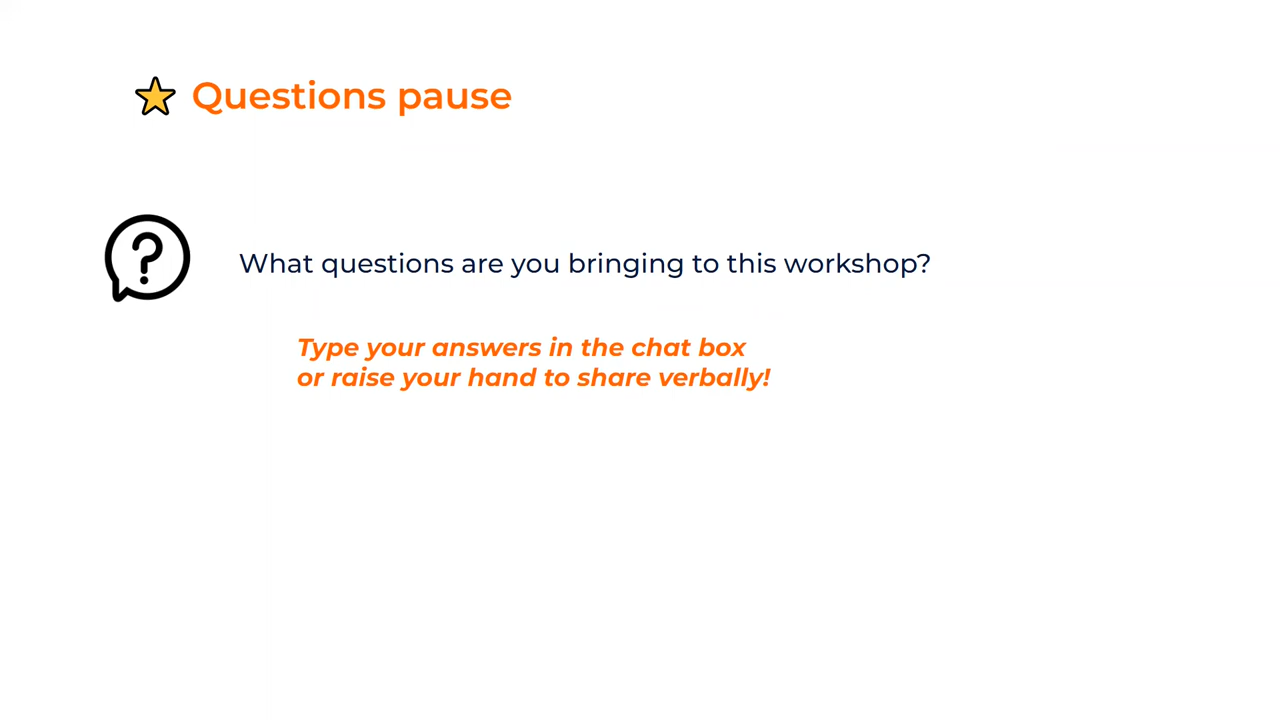 Questions pause
What questions are you bringing to this workshop?
Type your answers in the chat box
or raise your hand to share verbally!